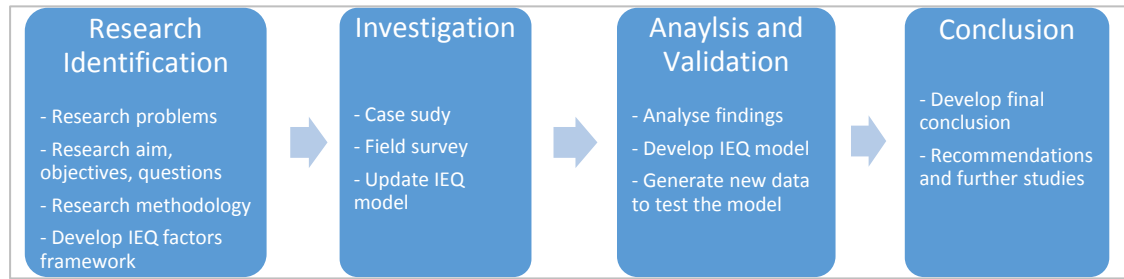 Research
Identification
- Research problems
- Research aim,
objectives, questions
- Research methodology
- Develop IEQ factors
framework
Investigation
- Case sudy
- Field survey
- Update IEQ
model
Anaylsis and
Validation
- Analyse findings
- Develop IEQ model
- Generate new data
to test the model
Conclusion
- Develop final
conclusion
- Recommendations
and further studies